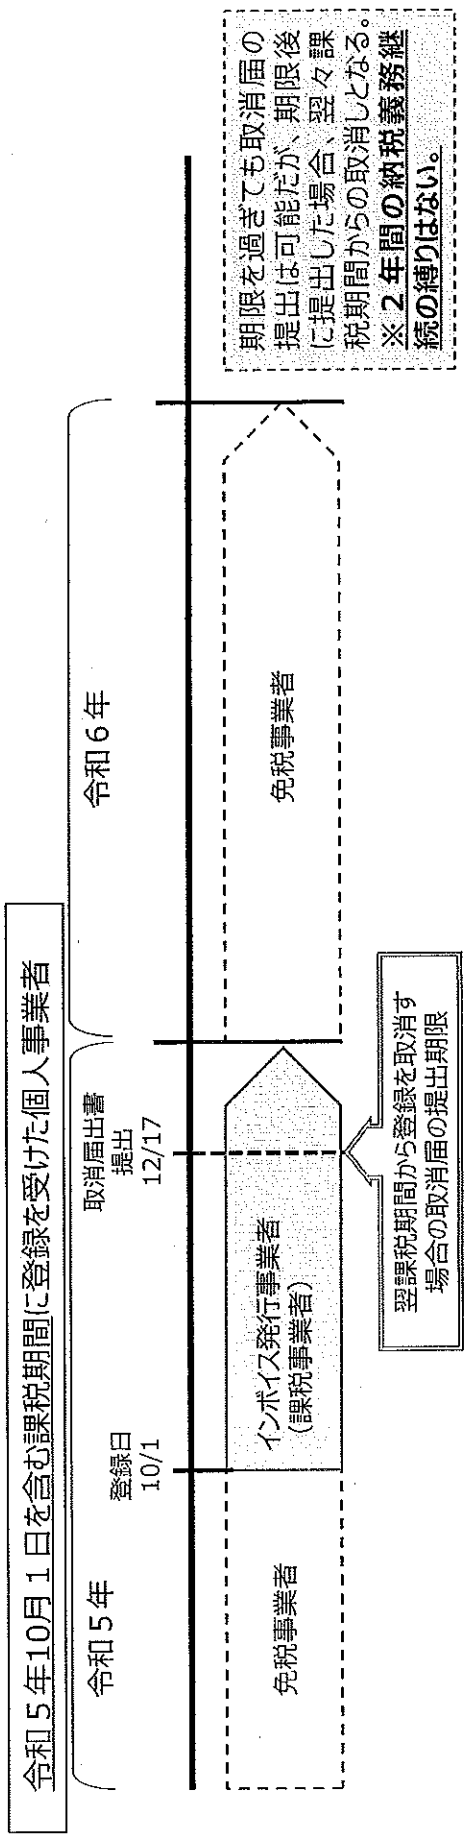 令和5年10月1日を含む課税期間に登録を受けた個人事業者
令和5年
令和6年
登録日
10/1
取消届出書
提出
12/17
免税事業者
インボイス発行事業者
(課税事業者)
免税事業者
翌課税期間から登録を取消す
場合の取消届の提出期限
期限を過ぎても取消届の
提出は可能だが、期限後
に提出した場合、翌々課
税期間からの取消しとなる。
※2年間の納税義務継
続の縛りはない。